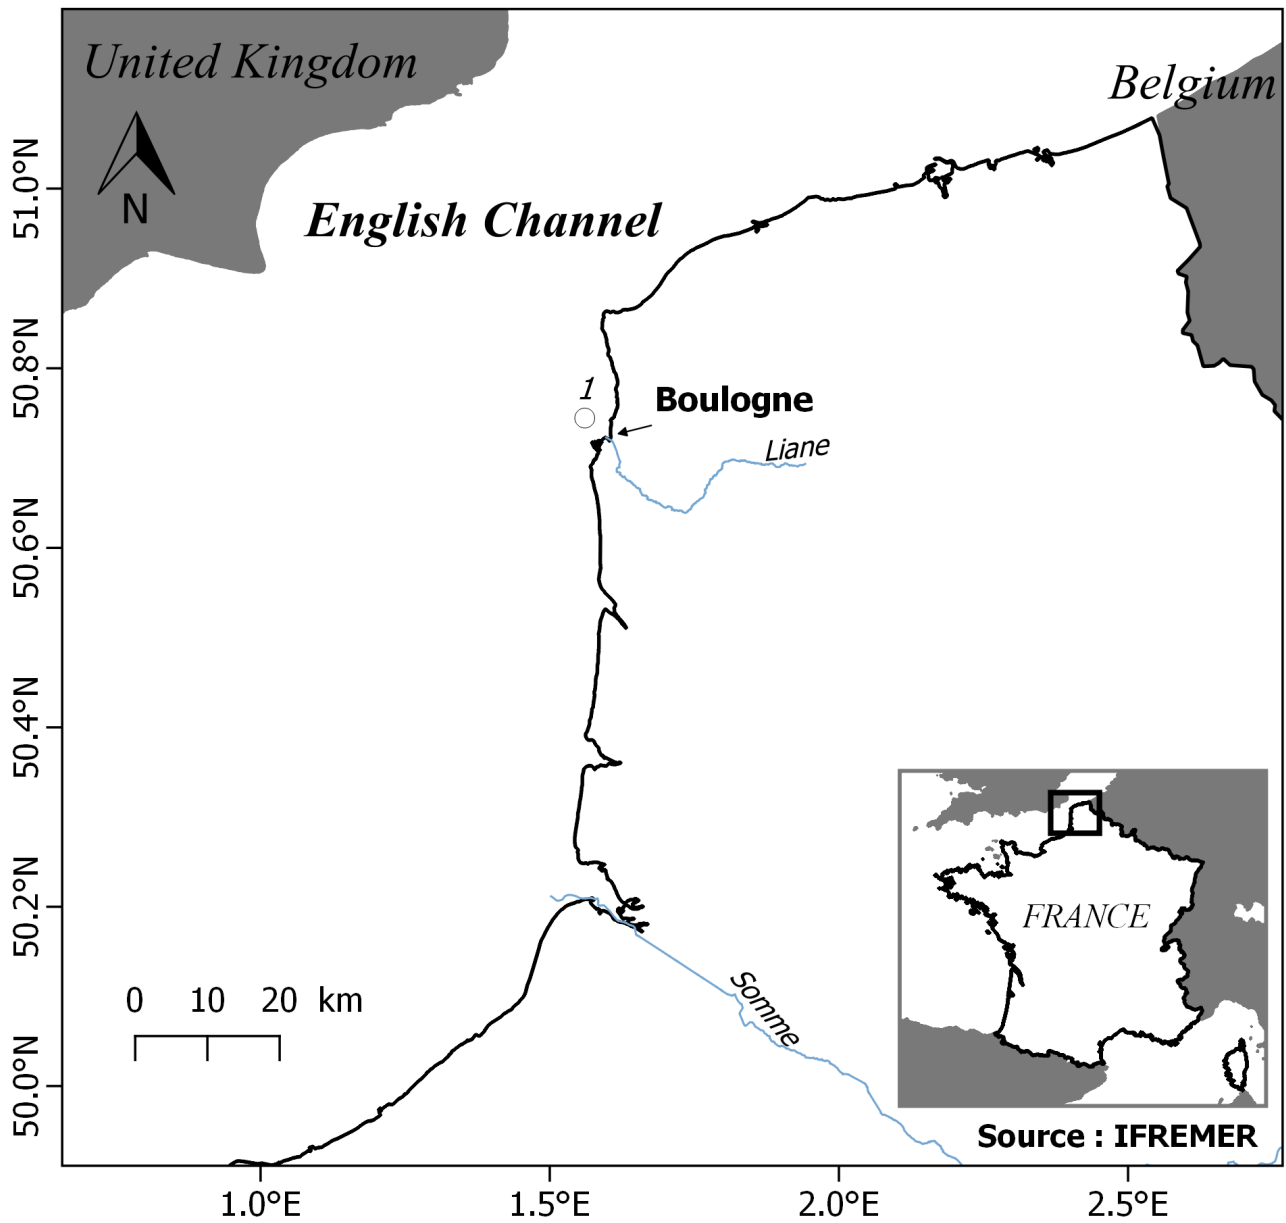 United Kingdom
Belgium
N
English Channel
51.0°N
50.8°N
50.6°N
50.4°N
50.2°N
50.0°N
1
Boulogne
Liane
Somme
FRANCE
0 10 20 km
Source : IFREMER
1.0°E 1.5°E 2.0°E 2.5°E